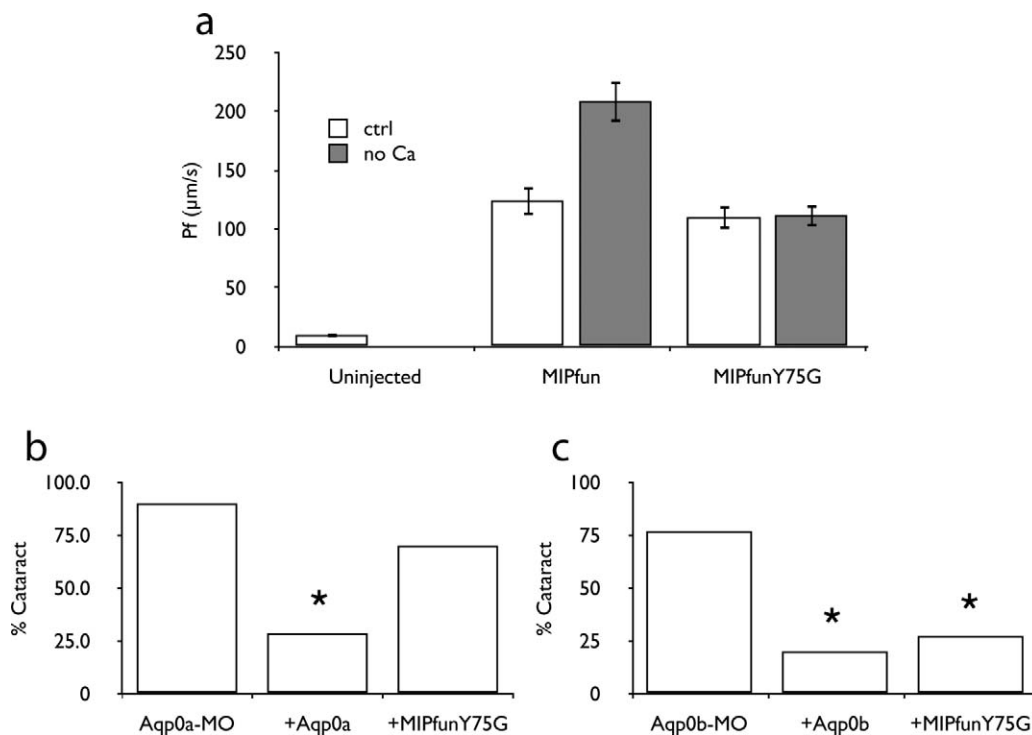 a
250
200
150
100
50
0
Pf (µm/s)
ctrl
no Ca
Uninjected MIPfun MIPfunY75G
b
100.0
75.0
50.0
25.0
0
% Cataract
*
Aqp0a-MO +Aqp0a +MIPfunY75G
c
100
75
50
25
0
% Cataract
* *
Aqp0b-MO +Aqp0b +MIPfunY75G